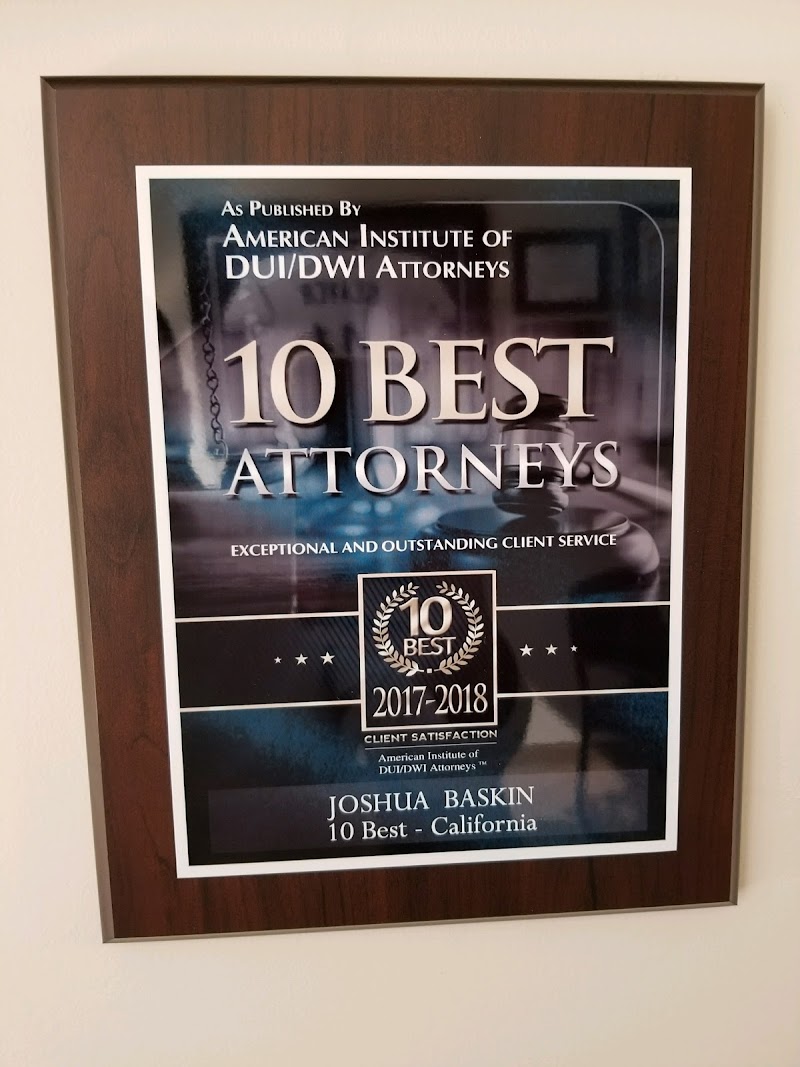 As Published By
American Institute of
DUI/DWI Attorneys
10 BEST
ATTORNEYS
EXCEPTIONAL AND OUTSTANDING CLIENT SERVICE
10
BEST
2017-2018
CLIENT SATISFACTION
American Institute of
DUI/DWI Attorneys™
JOSHUA BASKIN
10 Best - California